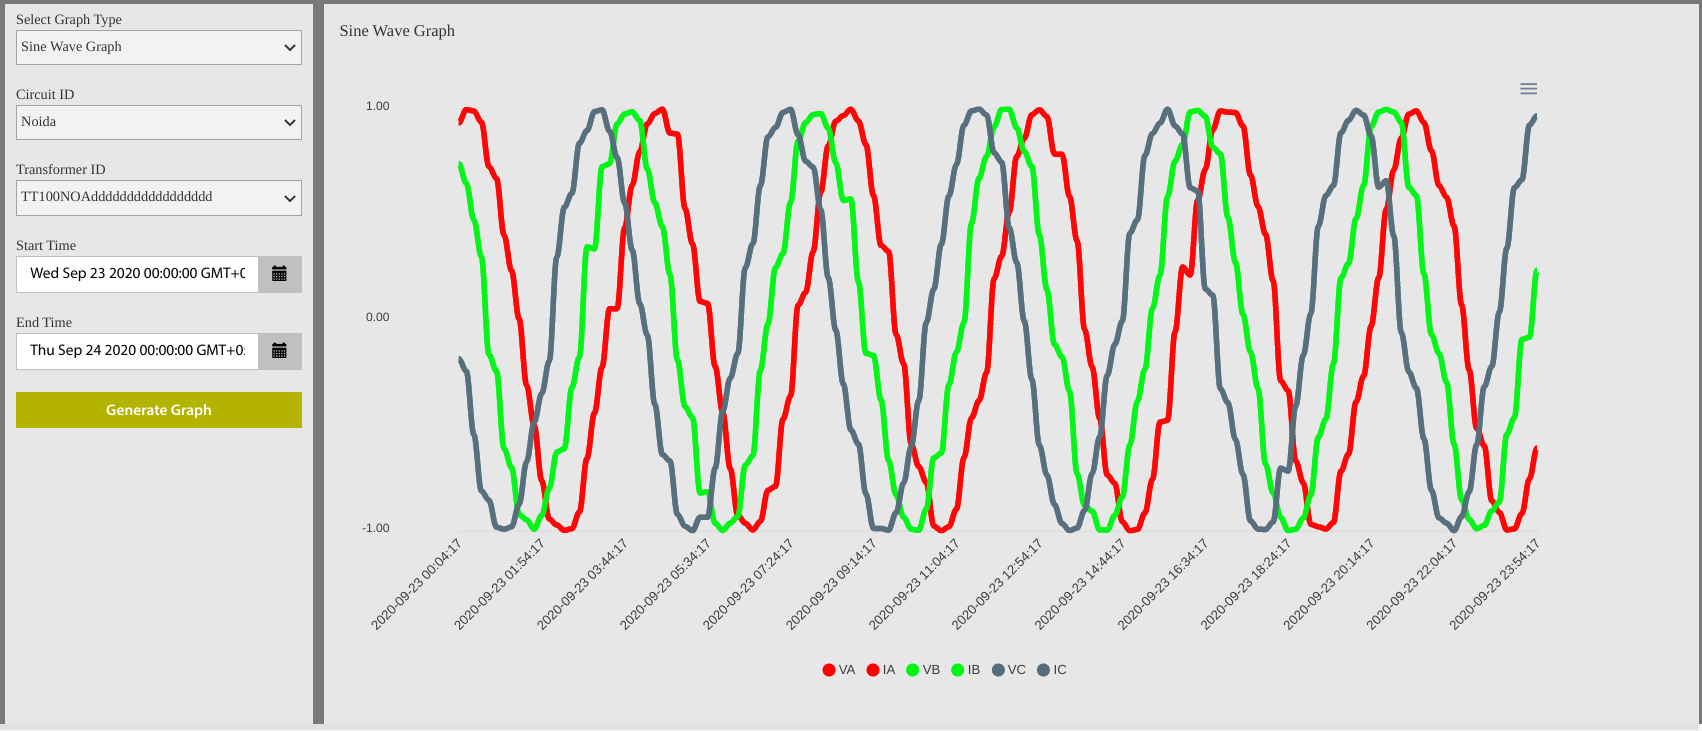 Select Graph Type
Sine Wave Graph
Circuit ID
Noida
Transformer ID
TT100NOAddddddddddddddddd
Start Time
Wed Sep 23 2020 00:00:00 GMT+0
End Time
Thu Sep 24 2020 00:00:00 GMT+0
Generate Graph
Sine Wave Graph
1.00
0.00
-1.00
2020-09-23 00:04:17
2020-09-23 01:54:17
2020-09-23 03:44:17
2020-09-23 05:34:17
2020-09-23 07:24:17
2020-09-23 09:14:17
2020-09-23 11:04:17
2020-09-23 12:54:17
2020-09-23 14:44:17
2020-09-23 16:34:17
2020-09-23 18:24:17
2020-09-23 20:14:17
2020-09-23 22:04:17
2020-09-23 23:54:17
VA IA VB IB VC IC